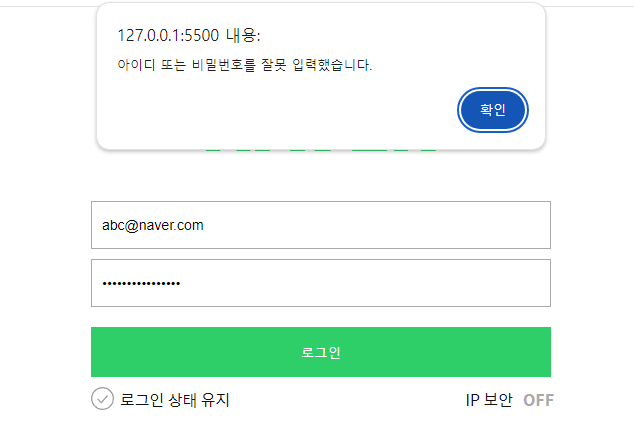 127.0.0.1:5500 내용:
아이디 또는 비밀번호를 잘못 입력했습니다.
확인
abc@naver.com
••••••••••••••••
로그인
로그인 상태 유지
IP 보안 OFF